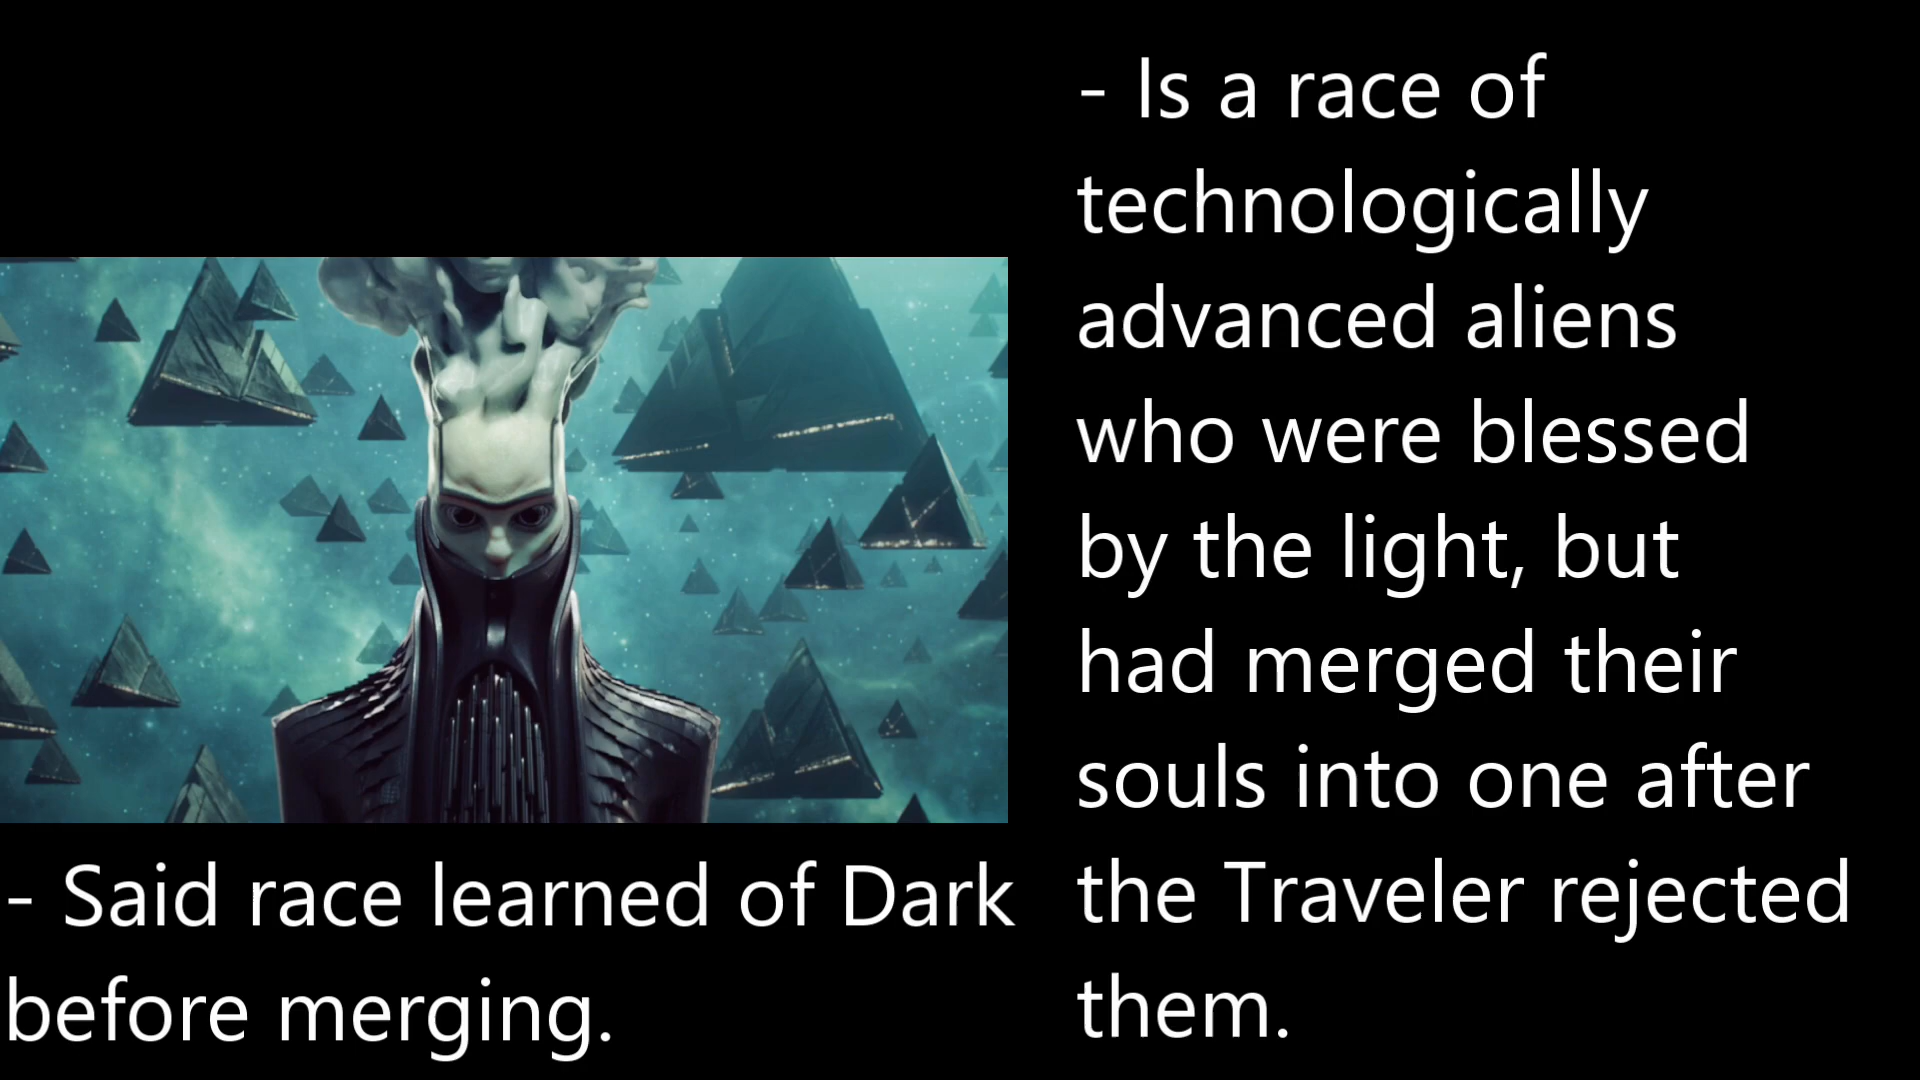 - Is a race of
technologically
advanced aliens
who were blessed
by the light, but
had merged their
souls into one after
the Traveler rejected
them.
- Said race learned of Dark
before merging.